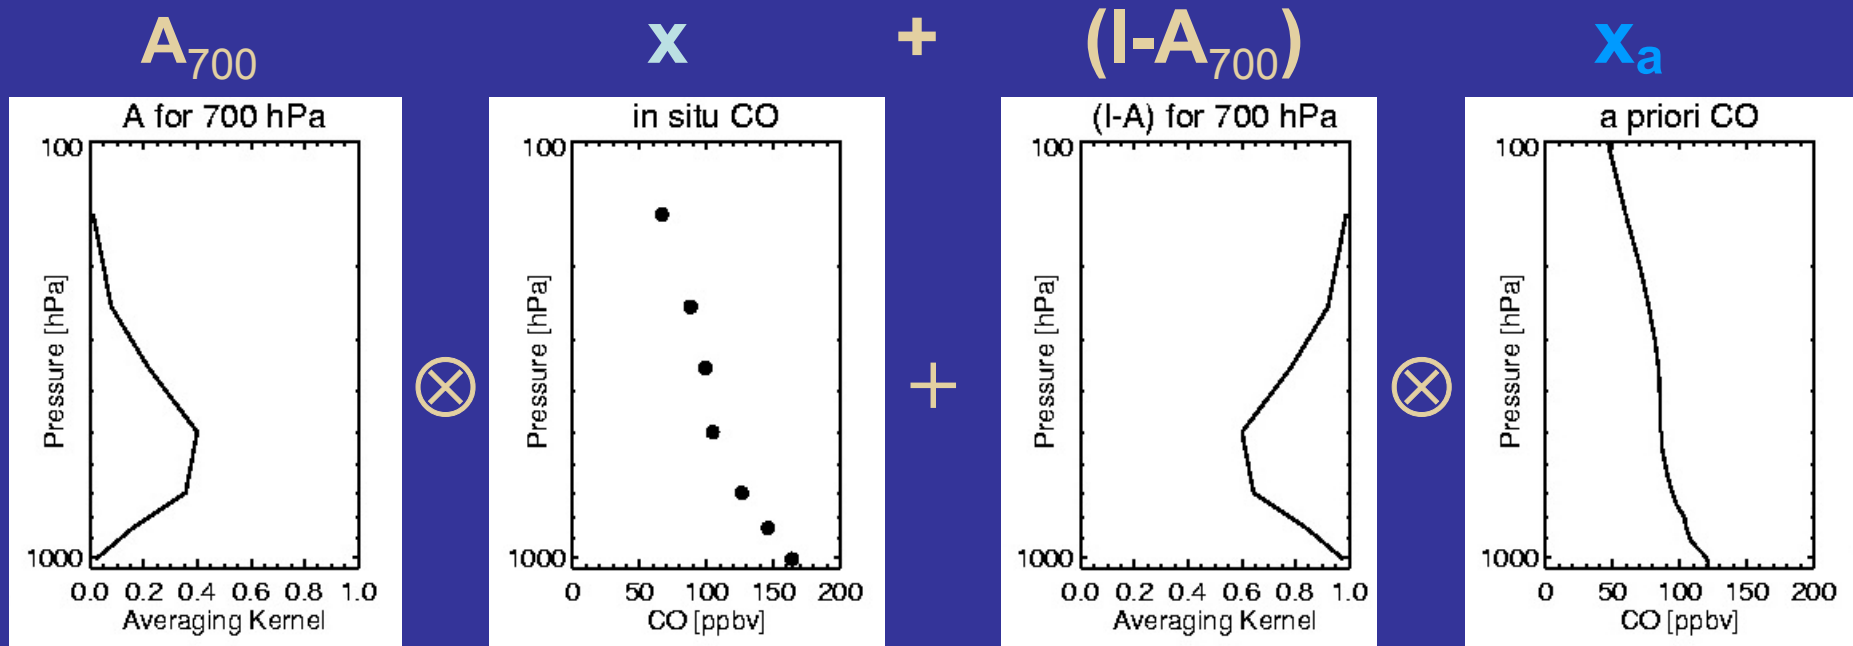 A700 x + (I-A700) xa
A for 700 hPa
100
1000
Pressure [hPa]
0.0 0.2 0.4 0.6 0.8 1.0
Averaging Kernel
⊗
in situ CO
100
1000
Pressure [hPa]
0 50 100 150 200
CO [ppbv]
+
(I-A) for 700 hPa
100
1000
Pressure [hPa]
0.0 0.2 0.4 0.6 0.8 1.0
Averaging Kernel
⊗
a priori CO
100
1000
Pressure [hPa]
0 50 100 150 200
CO [ppbv]